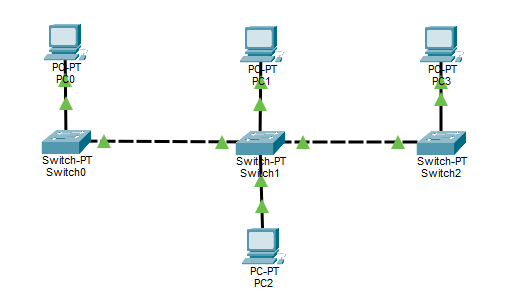 PC-PT
PC0
PC-PT
PC1
PC-PT
PC3
Switch-PT
Switch0
Switch-PT
Switch1
Switch-PT
Switch2
PC-PT
PC2